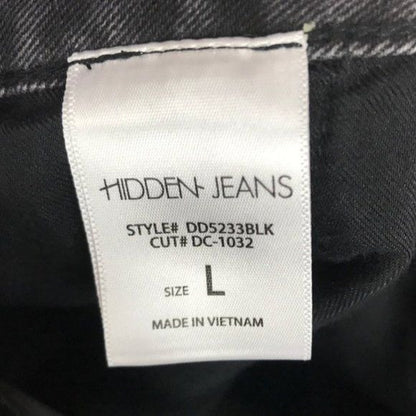 HIDDEN JEANS
STYLE# DD5233BLK
CUT# DC-1032
SIZE L
MADE IN VIETNAM